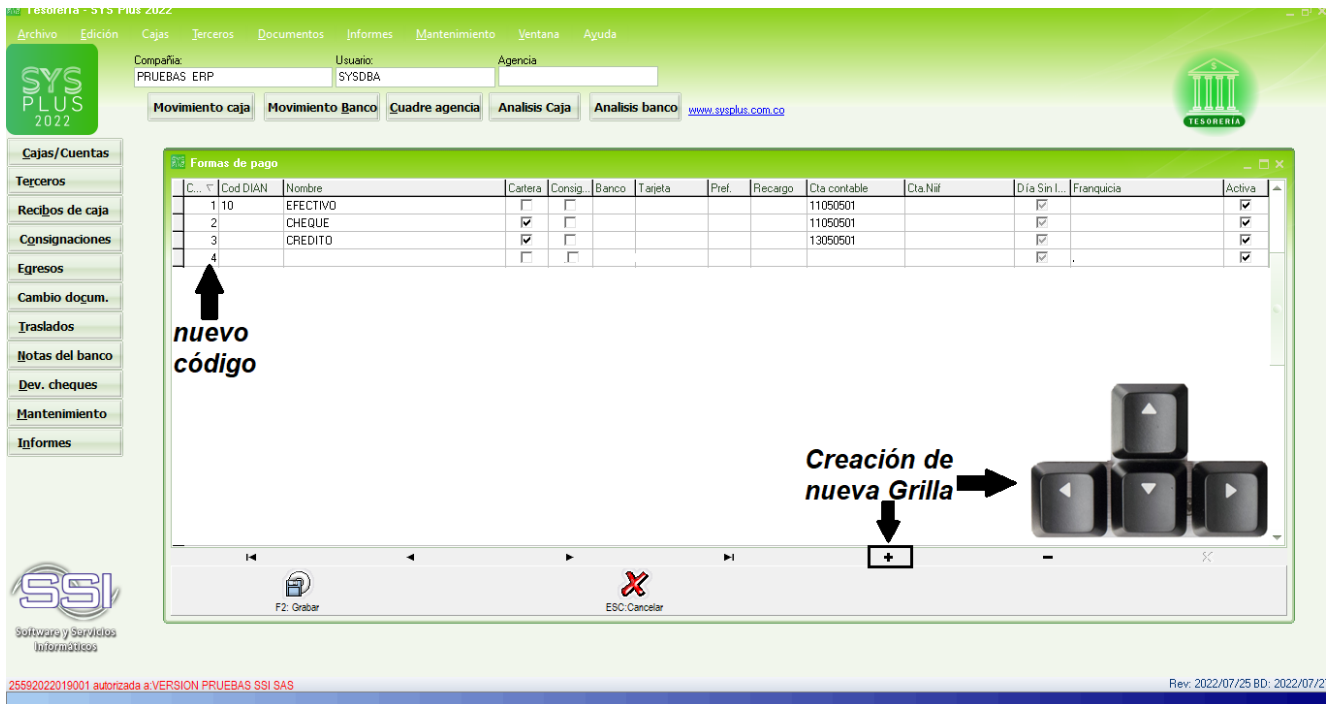 Tesorería - SYS Plus 2022
Archivo Edición Cajas Terceros Documentos Informes Mantenimiento Ventana Ayuda
SYS
PLUS
2022
Compañia: Usuario: Agencia
PRUEBAS ERP SYSDBA
Movimiento caja Movimiento Banco Cuadre agencia Analisis Caja Analisis banco www.sysplus.com.co
TESORERÍA
Cajas/Cuentas
Terceros
Recibos de caja
Consignaciones
Egresos
Cambio docum.
Traslados
Notas del banco
Dev. cheques
Mantenimiento
Informes
Formas de pago
C... Cod DIAN Nombre Cartera Consig... Banco Tarjeta Pref. Recargo Cta contable Cta.Niif Día Sin I... Franquicia Activa
1 10 EFECTIVO 11050501
2 CHEQUE 11050501
3 CREDITO 13050501
4 .
nuevo
código
Creación de
nueva Grilla
F2: Grabar ESC:Cancelar
SSI
Software y Servicios
Informáticos
25592022019001 autorizada a:VERSION PRUEBAS SSI SAS
Rev: 2022/07/25 BD: 2022/07/2